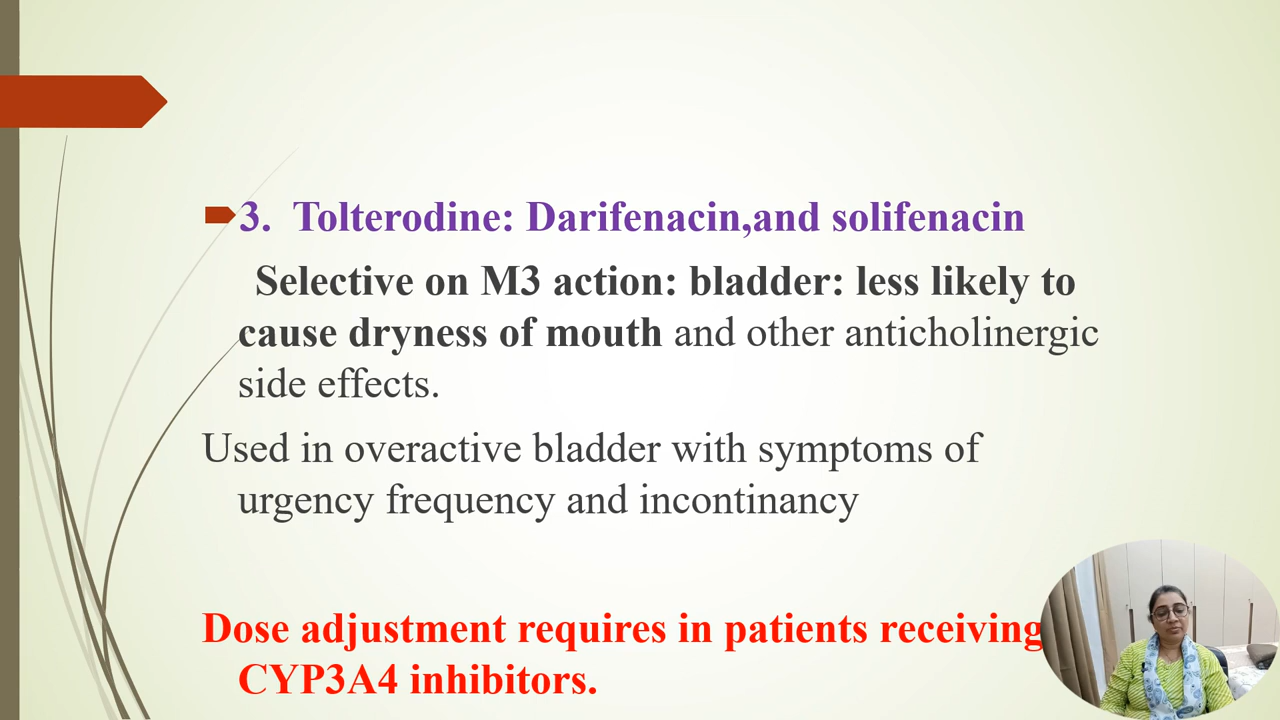 3. Tolterodine: Darifenacin,and solifenacin
Selective on M3 action: bladder: less likely to
cause dryness of mouth and other anticholinergic
side effects.
Used in overactive bladder with symptoms of
urgency frequency and incontinancy
Dose adjustment requires in patients receiving
CYP3A4 inhibitors.